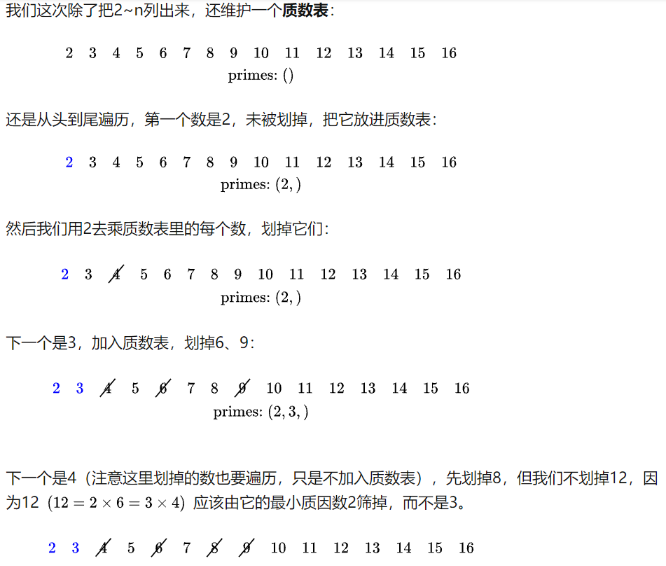 我们这次除了把2~n列出来，还维护一个质数表：
2 3 4 5 6 7 8 9 10 11 12 13 14 15 16
primes: ()
还是从头到尾遍历，第一个数是2，未被划掉，把它放进质数表：
2 3 4 5 6 7 8 9 10 11 12 13 14 15 16
primes: (2, )
然后我们用2去乘质数表里的每个数，划掉它们：
2 3 4 5 6 7 8 9 10 11 12 13 14 15 16
primes: (2, )
下一个是3，加入质数表，划掉6、9：
2 3 4 5 6 7 8 9 10 11 12 13 14 15 16
primes: (2, 3, )
下一个是4（注意这里划掉的数也要遍历，只是不加入质数表），先划掉8，但我们不划掉12，因
为12（12 = 2 × 6 = 3 × 4）应该由它的最小质因数2筛掉，而不是3。
2 3 4 5 6 7 8 9 10 11 12 13 14 15 16